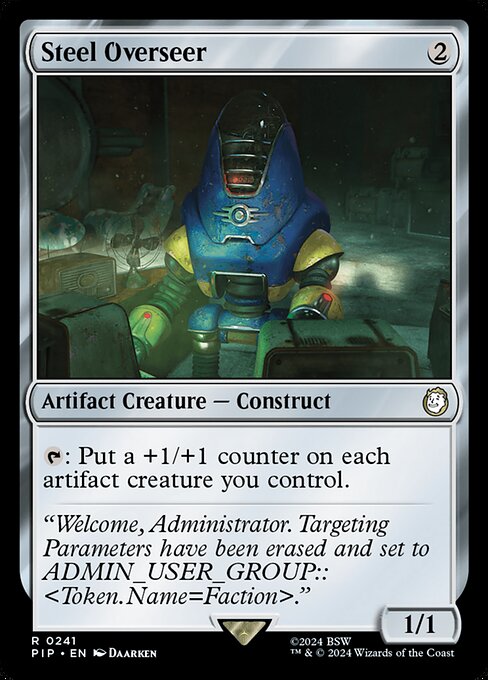 Steel Overseer 2
Artifact Creature — Construct
: Put a +1/+1 counter on each
artifact creature you control.
“Welcome, Administrator. Targeting
Parameters have been erased and set to
ADMIN_USER_GROUP::
<Token.Name=Faction>.”
1/1
R 0241
PIP • EN DAARKEN
©2024 BSW
™ & © 2024 Wizards of the Coast